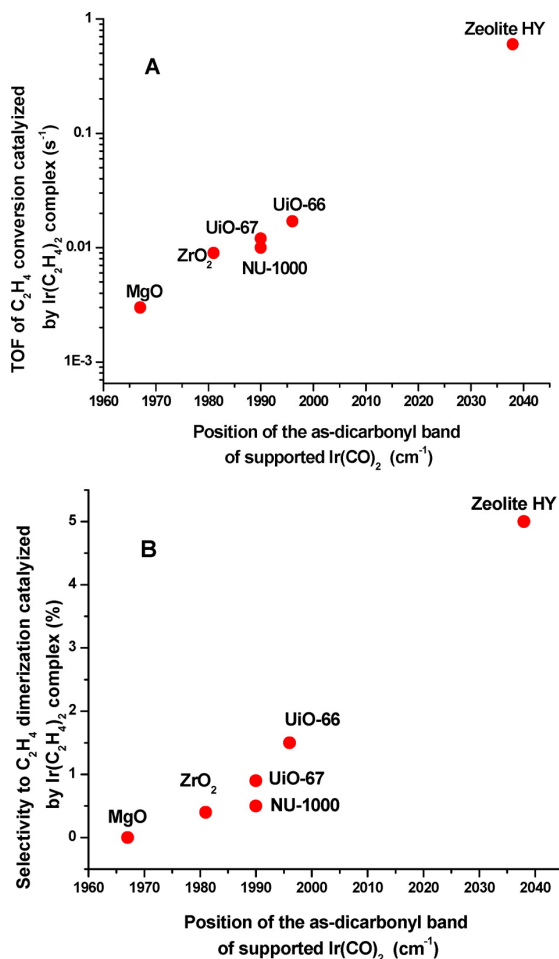 A
Zeolite HY
UiO-66
UiO-67
ZrO₂
NU-1000
MgO
1
0.1
0.01
1E-3
1960 1970 1980 1990 2000 2010 2020 2030 2040
TOF of C₂H₄ conversion catalyized
by Ir(C₂H₄)₂ complex (s⁻¹)
Position of the as-dicarbonyl band
of supported Ir(CO)₂ (cm⁻¹)
B
Zeolite HY
UiO-66
UiO-67
ZrO₂
NU-1000
MgO
5
4
3
2
1
0
1960 1970 1980 1990 2000 2010 2020 2030 2040
Selectivity to C₂H₄ dimerization catalyized
by Ir(C₂H₄)₂ complex (%)
Position of the as-dicarbonyl band
of supported Ir(CO)₂ (cm⁻¹)